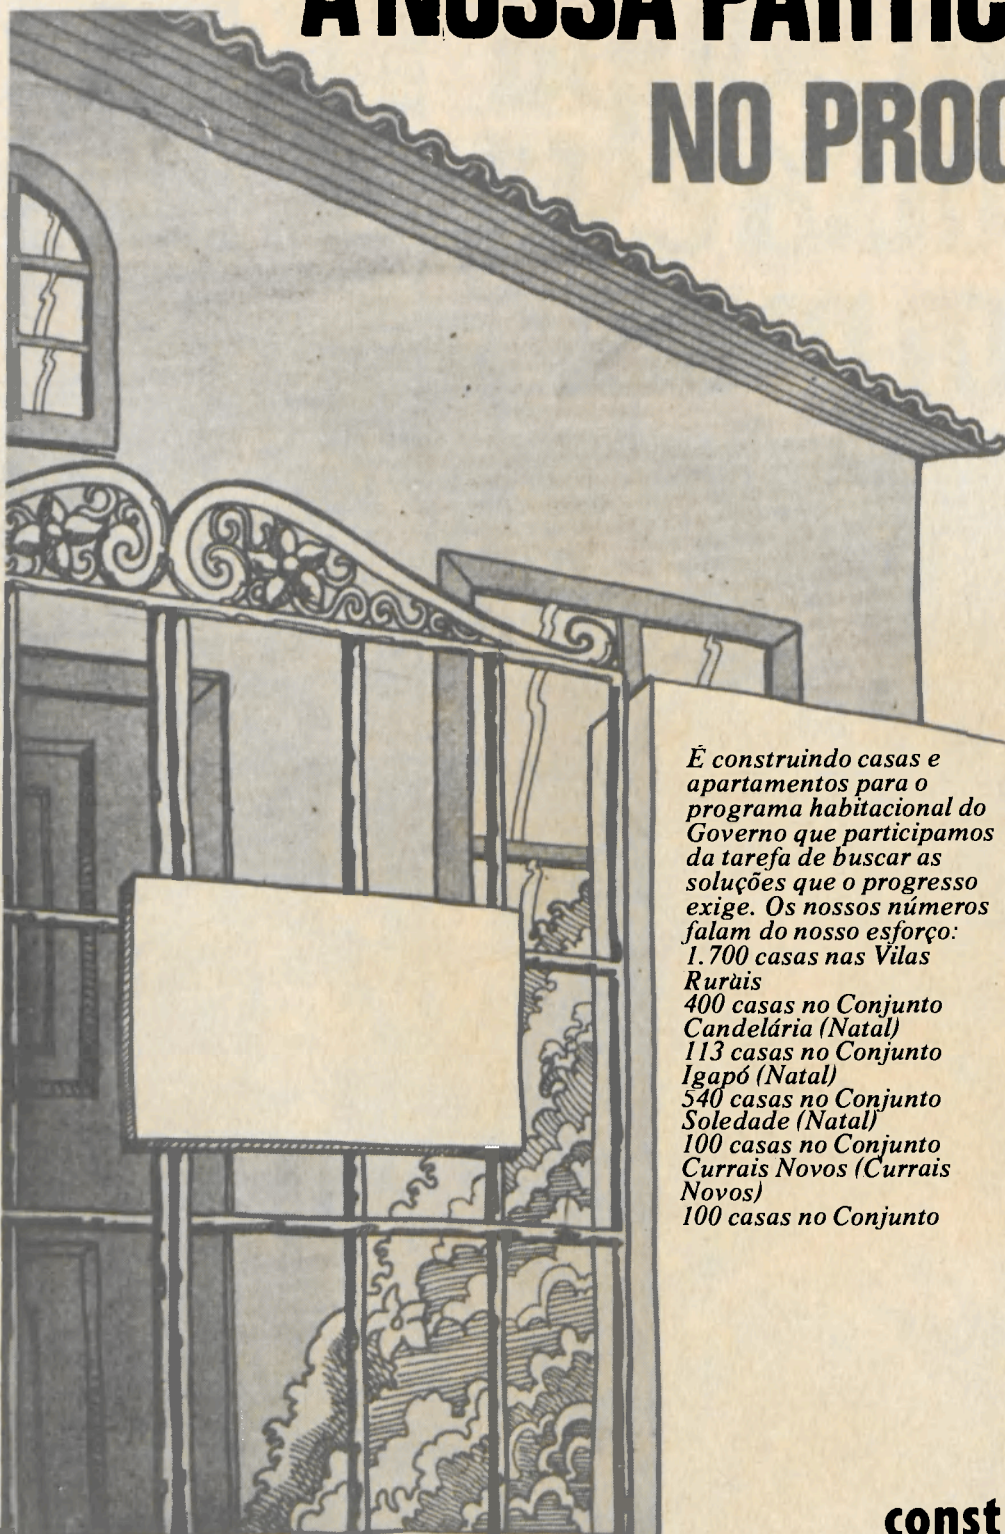 A NOSSA PARTIC
NO PROG
É construindo casas e
apartamentos para o
programa habitacional do
Governo que participamos
da tarefa de buscar as
soluções que o progresso
exige. Os nossos números
falam do nosso esforço:
1.700 casas nas Vilas
Rurais
400 casas no Conjunto
Candelária (Natal)
113 casas no Conjunto
Igapó (Natal)
540 casas no Conjunto
Soledade (Natal)
100 casas no Conjunto
Currais Novos (Currais
Novos)
100 casas no Conjunto
const